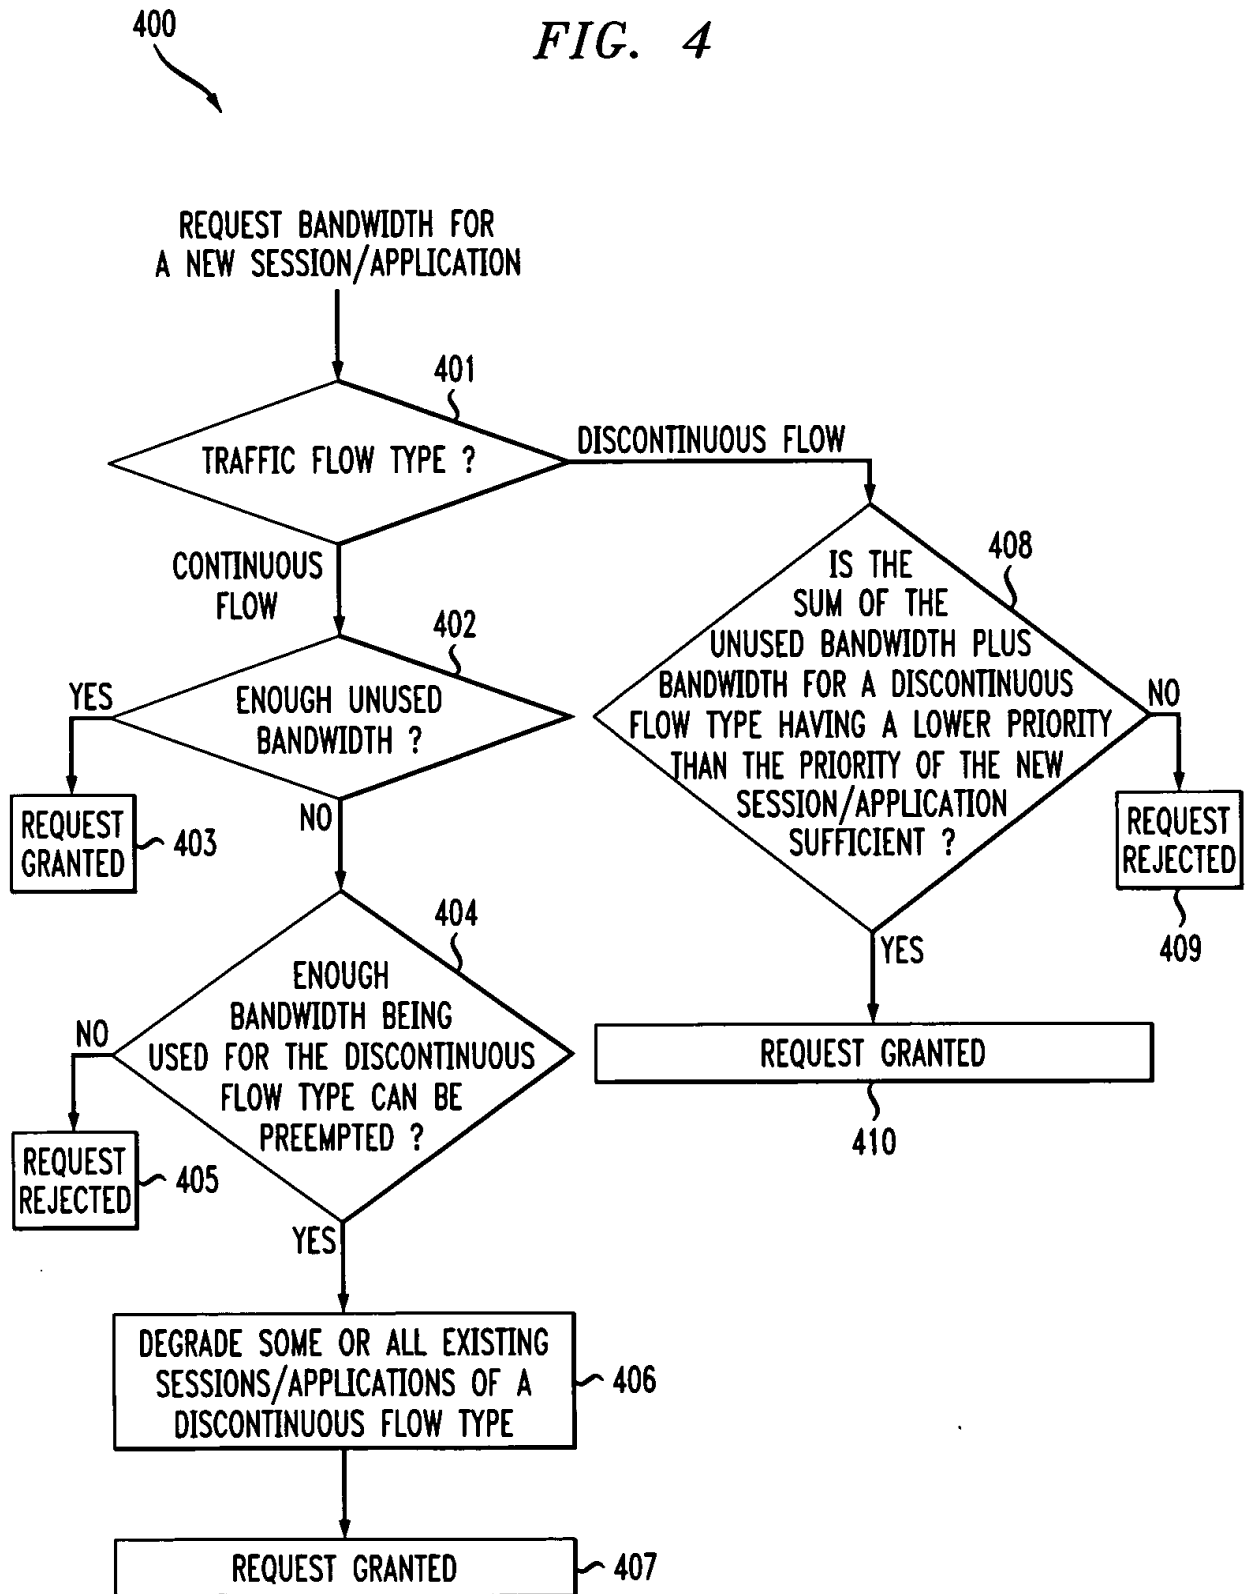 400
FIG. 4
REQUEST BANDWIDTH FOR
A NEW SESSION/APPLICATION
401
TRAFFIC FLOW TYPE ?
DISCONTINUOUS FLOW
CONTINUOUS
FLOW
402
ENOUGH UNUSED
BANDWIDTH ?
YES
REQUEST
GRANTED
403
NO
404
ENOUGH
BANDWIDTH BEING
USED FOR THE DISCONTINUOUS
FLOW TYPE CAN BE
PREEMPTED ?
NO
REQUEST
REJECTED
405
YES
DEGRADE SOME OR ALL EXISTING
SESSIONS/APPLICATIONS OF A
DISCONTINUOUS FLOW TYPE
406
REQUEST GRANTED
407
408
IS THE
SUM OF THE
UNUSED BANDWIDTH PLUS
BANDWIDTH FOR A DISCONTINUOUS
FLOW TYPE HAVING A LOWER PRIORITY
THAN THE PRIORITY OF THE NEW
SESSION/APPLICATION
SUFFICIENT ?
NO
REQUEST
REJECTED
409
YES
REQUEST GRANTED
410